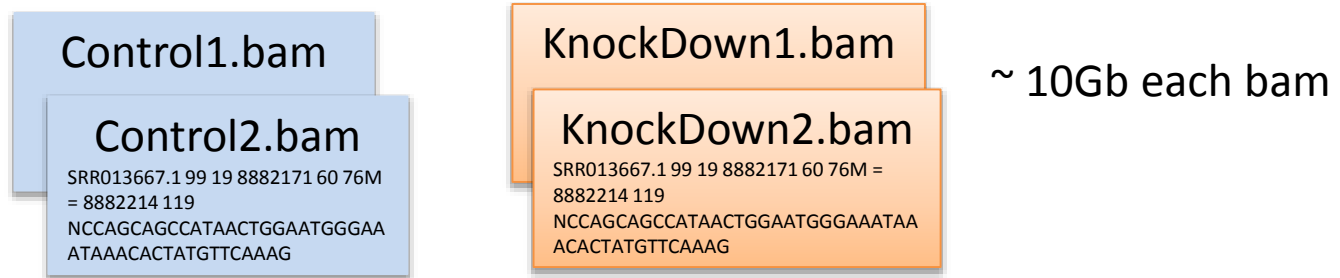 Control1.bam
Control2.bam
SRR013667.1 99 19 8882171 60 76M
= 8882214 119
NCCAGCAGCCATAACTGGAATGGGAA
ATAAACACTATGTTCAAAG
KnockDown1.bam
KnockDown2.bam
SRR013667.1 99 19 8882171 60 76M =
8882214 119
NCCAGCAGCCATAACTGGAATGGGAAATAA
ACACTATGTTCAAAG
~ 10Gb each bam